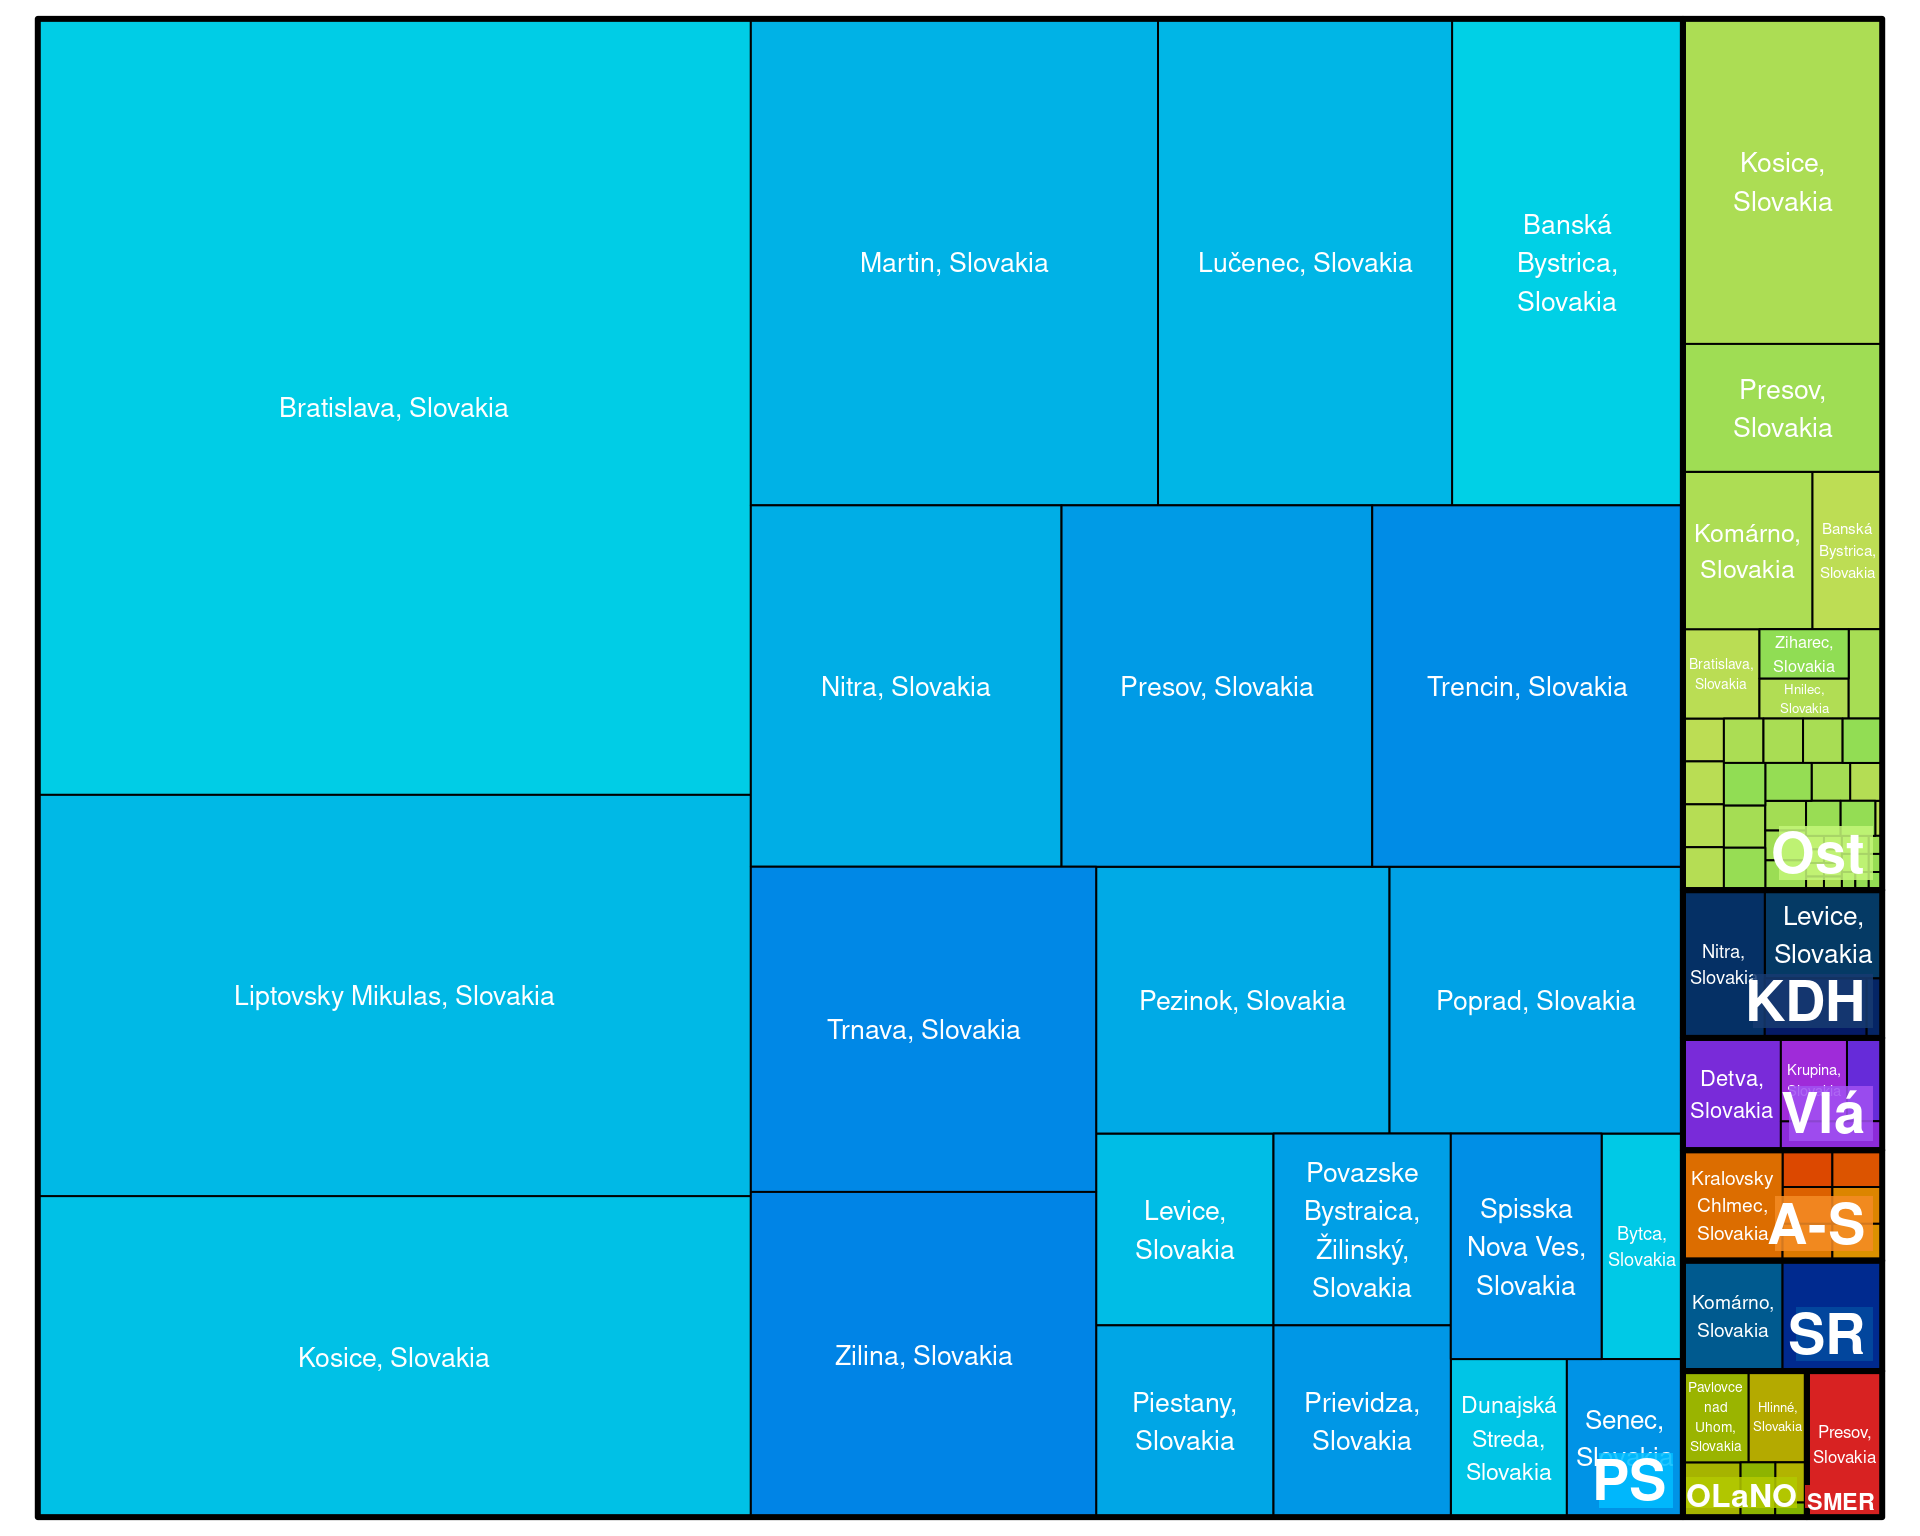 Bratislava, Slovakia
Liptovsky Mikulas, Slovakia
Kosice, Slovakia
Martin, Slovakia
Lučenec, Slovakia
Banská
Bystrica,
Slovakia
Nitra, Slovakia
Presov, Slovakia
Trencin, Slovakia
Trnava, Slovakia
Zilina, Slovakia
Pezinok, Slovakia
Poprad, Slovakia
Levice,
Slovakia
Povazske
Bystraica,
Žilinský,
Slovakia
Spisska
Nova Ves,
Slovakia
Bytca,
Slovakia
Piestany,
Slovakia
Prievidza,
Slovakia
Dunajská
Streda,
Slovakia
Senec,
Slovakia
PS
Kosice,
Slovakia
Presov,
Slovakia
Komárno,
Slovakia
Banská
Bystrica,
Slovakia
Bratislava,
Slovakia
Ziharec,
Slovakia
Hnilec,
Slovakia
Ost
Nitra,
Slovakia
Levice,
Slovakia
KDH
Detva,
Slovakia
Krupina,
Slovakia
Vlá
Kralovsky
Chlmec,
Slovakia
A-S
Komárno,
Slovakia
SR
Pavlovce
nad
Uhom,
Slovakia
Hlinné,
Slovakia
OLaNO
Presov,
Slovakia
SMER